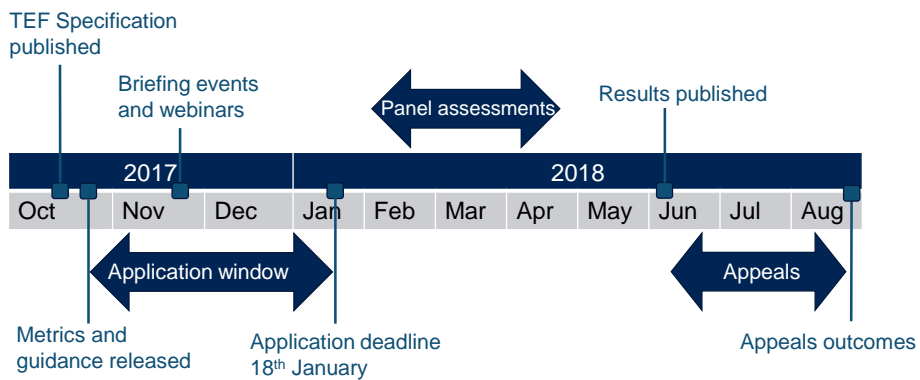 TEF Specification
published
Briefing events
and webinars
Panel assessments
Results published
2017
2018
Oct
Nov
Dec
Jan
Feb
Mar
Apr
May
Jun
Jul
Aug
Application window
Appeals
Metrics and
guidance released
Application deadline
18th January
Appeals outcomes